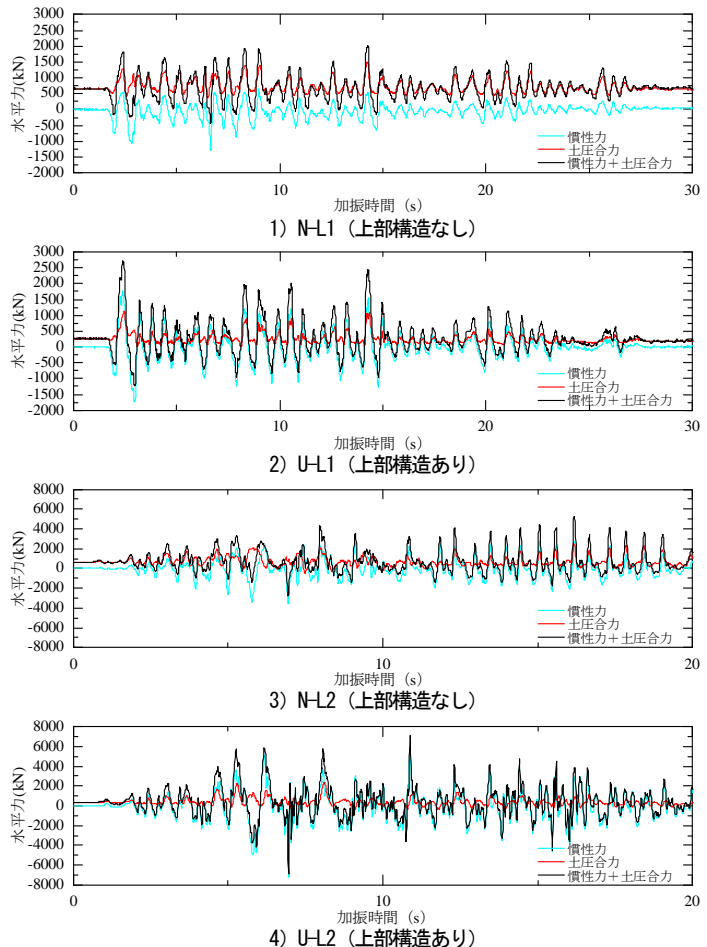 3000
2500
2000
1500
1000
500
0
-500
-1000
-1500
-2000
水平力(kN)
慣性力
土圧合力
慣性力＋土圧合力
0 10 20 30
加振時間（s）
1）N-L1（上部構造なし）
3000
2500
2000
1500
1000
500
0
-500
-1000
1500
2000
水平力(kN)
慣性力
土圧合力
慣性力＋土圧合力
0 10 20 30
加振時間（s）
2）U-L1（上部構造あり）
8000
6000
4000
2000
0
-2000
-4000
-6000
-8000
水平力(kN)
慣性力
土圧合力
慣性力＋土圧合力
0 10 20
加振時間（s）
3）N-L2（上部構造なし）
8000
6000
4000
2000
0
-2000
-4000
-6000
8000
水平力(kN)
慣性力
土圧合力
慣性力＋土圧合力
0 10 20
加振時間（s）
4）U-L2（上部構造あり）